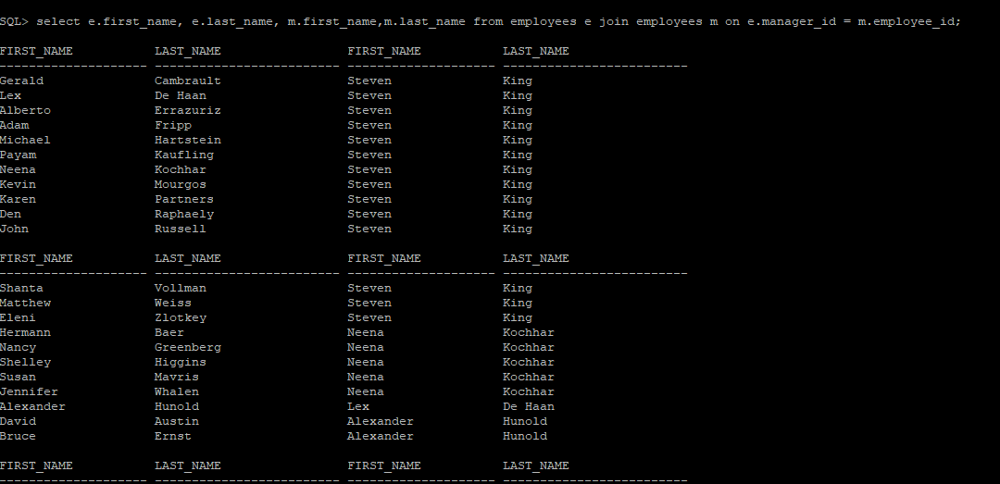 SQL> select e.first_name, e.last_name, m.first_name,m.last_name from employees e join employees m on e.manager_id = m.employee_id;
FIRST_NAME LAST_NAME FIRST_NAME LAST_NAME
-------------------- ------------------------- -------------------- -------------------------
Gerald Cambrault Steven King
Lex De Haan Steven King
Alberto Errazuriz Steven King
Adam Fripp Steven King
Michael Hartstein Steven King
Payam Kaufling Steven King
Neena Kochhar Steven King
Kevin Mourgos Steven King
Karen Partners Steven King
Den Raphaely Steven King
John Russell Steven King
FIRST_NAME LAST_NAME FIRST_NAME LAST_NAME
-------------------- ------------------------- -------------------- -------------------------
Shanta Vollman Steven King
Matthew Weiss Steven King
Eleni Zlotkey Steven King
Hermann Baer Neena Kochhar
Nancy Greenberg Neena Kochhar
Shelley Higgins Neena Kochhar
Susan Mavris Neena Kochhar
Jennifer Whalen Neena Kochhar
Alexander Hunold Lex De Haan
David Austin Alexander Hunold
Bruce Ernst Alexander Hunold
FIRST_NAME LAST_NAME FIRST_NAME LAST_NAME
-------------------- ------------------------- -------------------- -------------------------